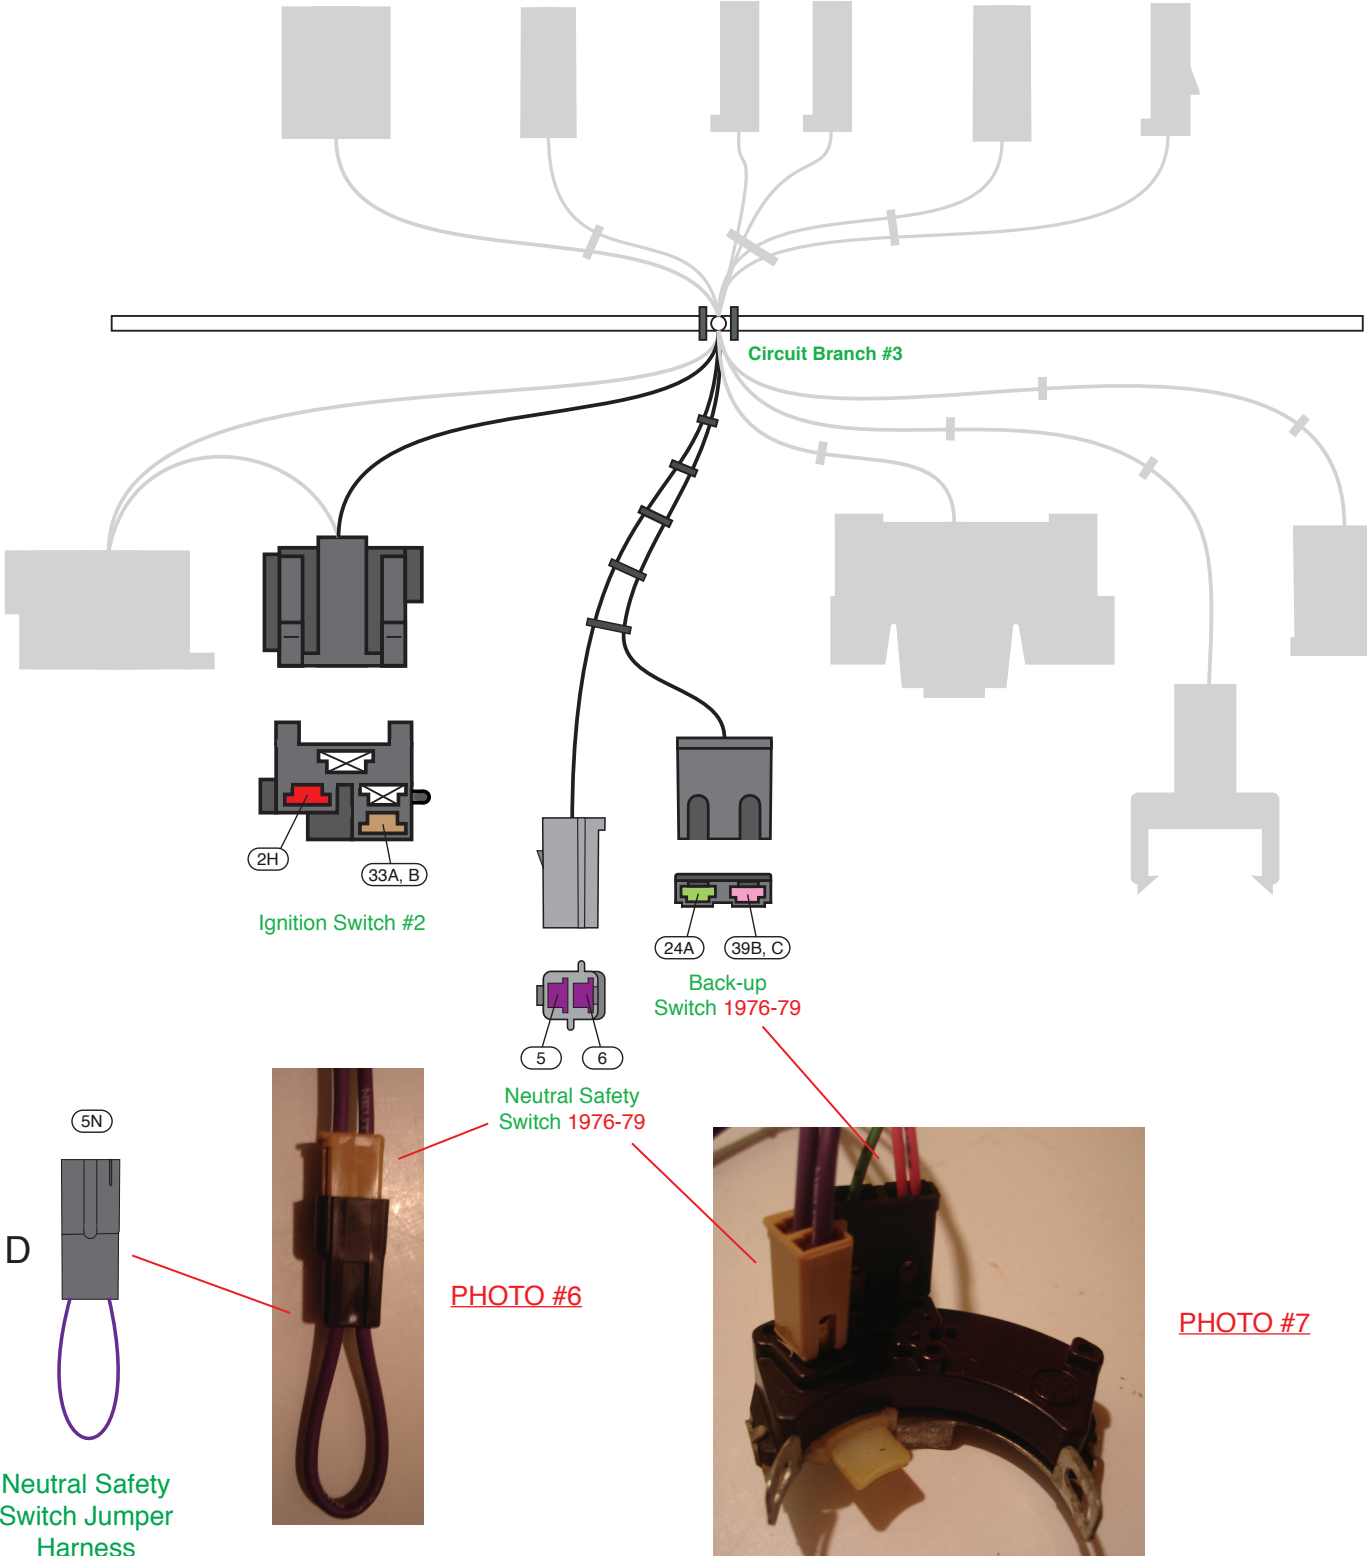 Circuit Branch #3
2H
33A, B
Ignition Switch #2
24A
39B, C
Back-up
Switch 1976-79
5
6
Neutral Safety
Switch 1976-79
5N
D
PHOTO #6
PHOTO #7
Neutral Safety
Switch Jumper
Harness